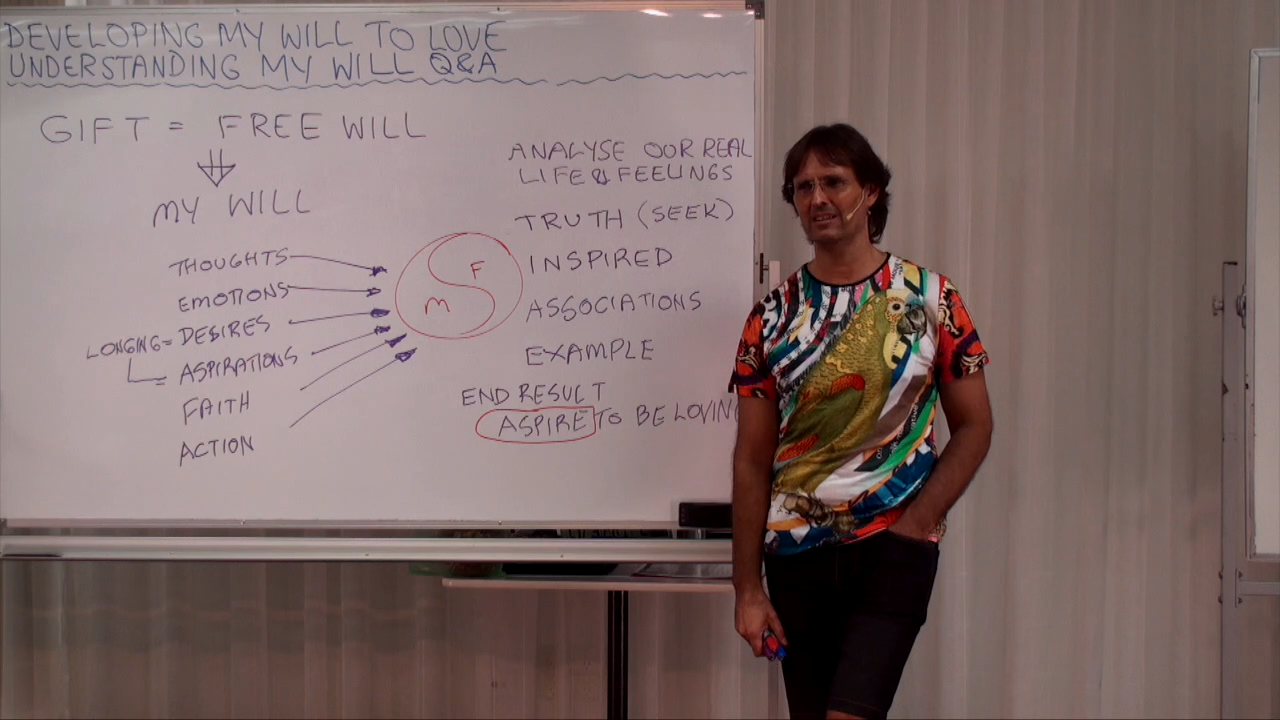 DEVELOPING MY WILL TO LOVE
UNDERSTANDING MY WILL Q&A
GIFT = FREE WILL
MY WILL
THOUGHTS
EMOTIONS
LONGING = DESIRES
= ASPIRATIONS
FAITH
ACTION
F
M
ANALYSE OUR REAL
LIFE & FEELINGS
TRUTH (SEEK)
INSPIRED
ASSOCIATIONS
EXAMPLE
END RESULT
ASPIRE TO BE LOVING